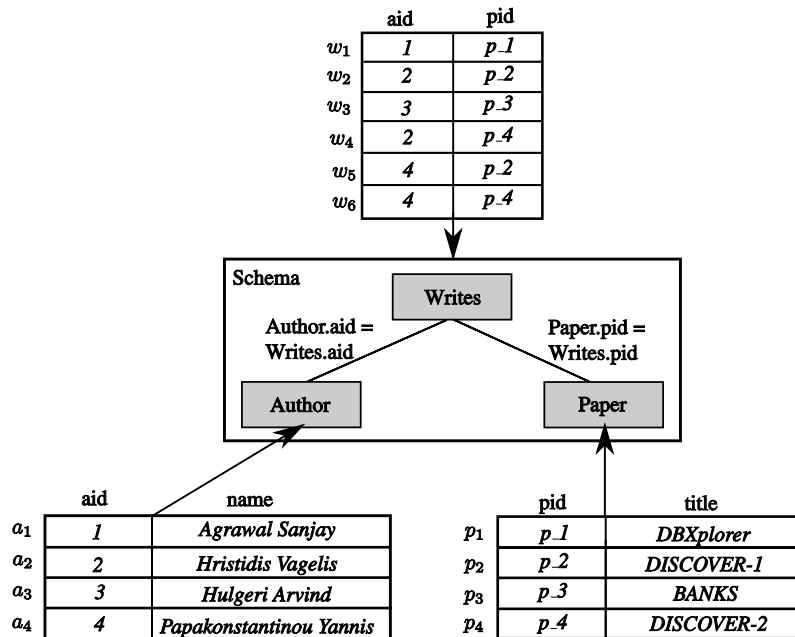 aid pid
w1 1 p_1
w2 2 p_2
w3 3 p_3
w4 2 p_4
w5 4 p_2
w6 4 p_4
Schema
Writes
Author.aid = Paper.pid =
Writes.aid Writes.pid
Author Paper
aid name pid title
a1 1 Agrawal Sanjay p1 p_1 DBXplorer
a2 2 Hristidis Vagelis p2 p_2 DISCOVER-1
a3 3 Hulgeri Arvind p3 p_3 BANKS
a4 4 Papakonstantinou Yannis p4 p_4 DISCOVER-2